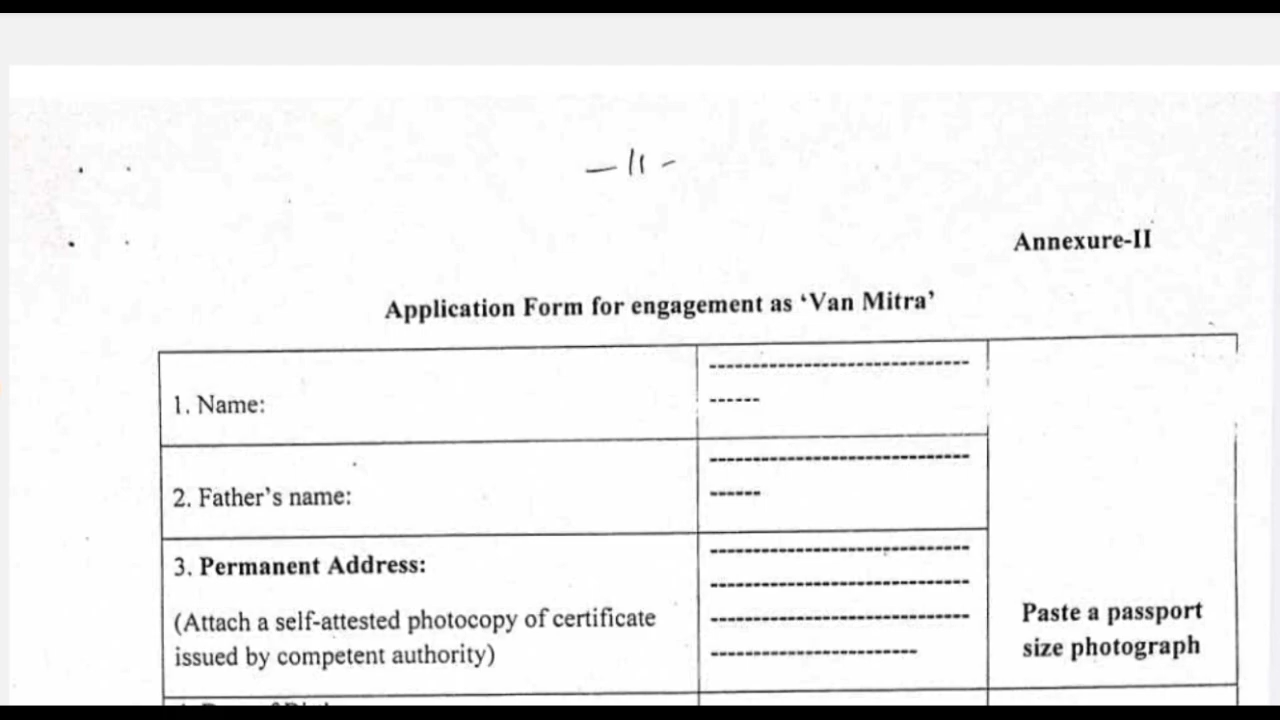 - 11 -
Annexure-II
Application Form for engagement as ‘Van Mitra’
1. Name:
------------------------------
------
2. Father’s name:
------------------------------
------
3. Permanent Address:
(Attach a self-attested photocopy of certificate
issued by competent authority)
------------------------------
------------------------------
------------------------------
------------------------
Paste a passport
size photograph